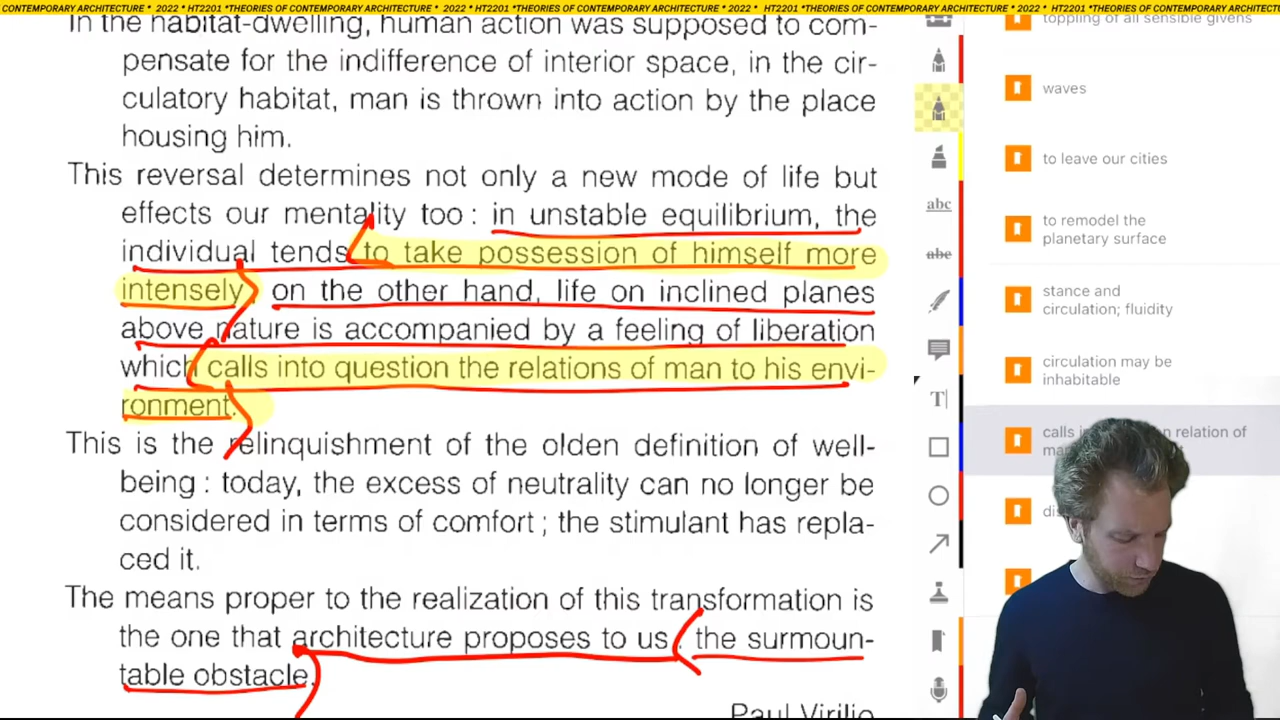 CONTEMPORARY ARCHITECTURE * 2022 * HT2201 *THEORIES OF CONTEMPORARY ARCHITECTURE * 2022 * HT2201 *THEORIES OF CONTEMPORARY ARCHITECTURE * 2022 * HT2201 *THEORIES OF CONTEMPORARY ARCHITECTURE * 2022 * HT2201 *THEORIES OF CONTEMPORARY ARCHITECT
In the habitat-dwelling, human action was supposed to com-
pensate for the indifference of interior space, in the cir-
culatory habitat, man is thrown into action by the place
housing him.
This reversal determines not only a new mode of life but
effects our mentality too : in unstable equilibrium, the
individual tends to take possession of himself more
intensely, on the other hand, life on inclined planes
above nature is accompanied by a feeling of liberation
which calls into question the relations of man to his envi-
ronment.
This is the relinquishment of the olden definition of well-
being : today, the excess of neutrality can no longer be
considered in terms of comfort ; the stimulant has repla-
ced it.
The means proper to the realization of this transformation is
the one that architecture proposes to us : the surmoun-
table obstacle.
Paul Virilio
abc
abc
T
toppling of all sensible givens
waves
to leave our cities
to remodel the
planetary surface
stance and
circulation; fluidity
circulation may be
inhabitable
calls relation of